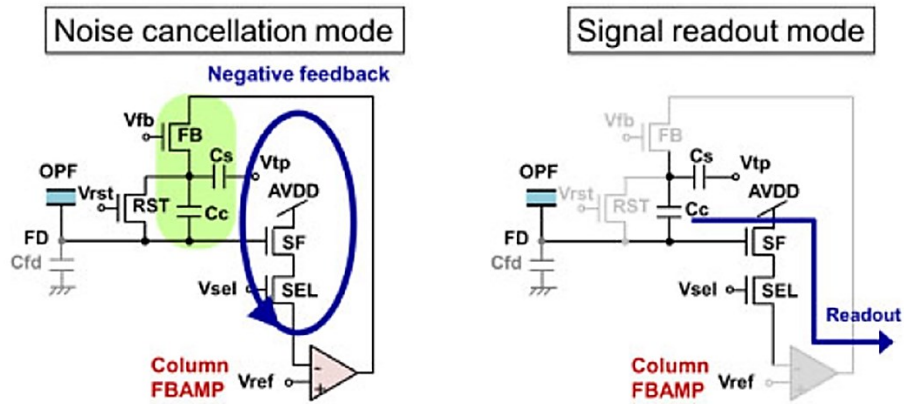 Noise cancellation mode
Negative feedback
Vfb
FB
Cs
Vtp
OPF
Vrst
RST
Cc
AVDD
FD
SF
Cfd
Vsel
SEL
Column
FBAMP
Vref
-
+
Signal readout mode
Vfb
FB
Cs
Vtp
OPF
Vrst
RST
Cc
AVDD
FD
SF
Cfd
Vsel
SEL
Readout
Column
FBAMP
Vref
-
+